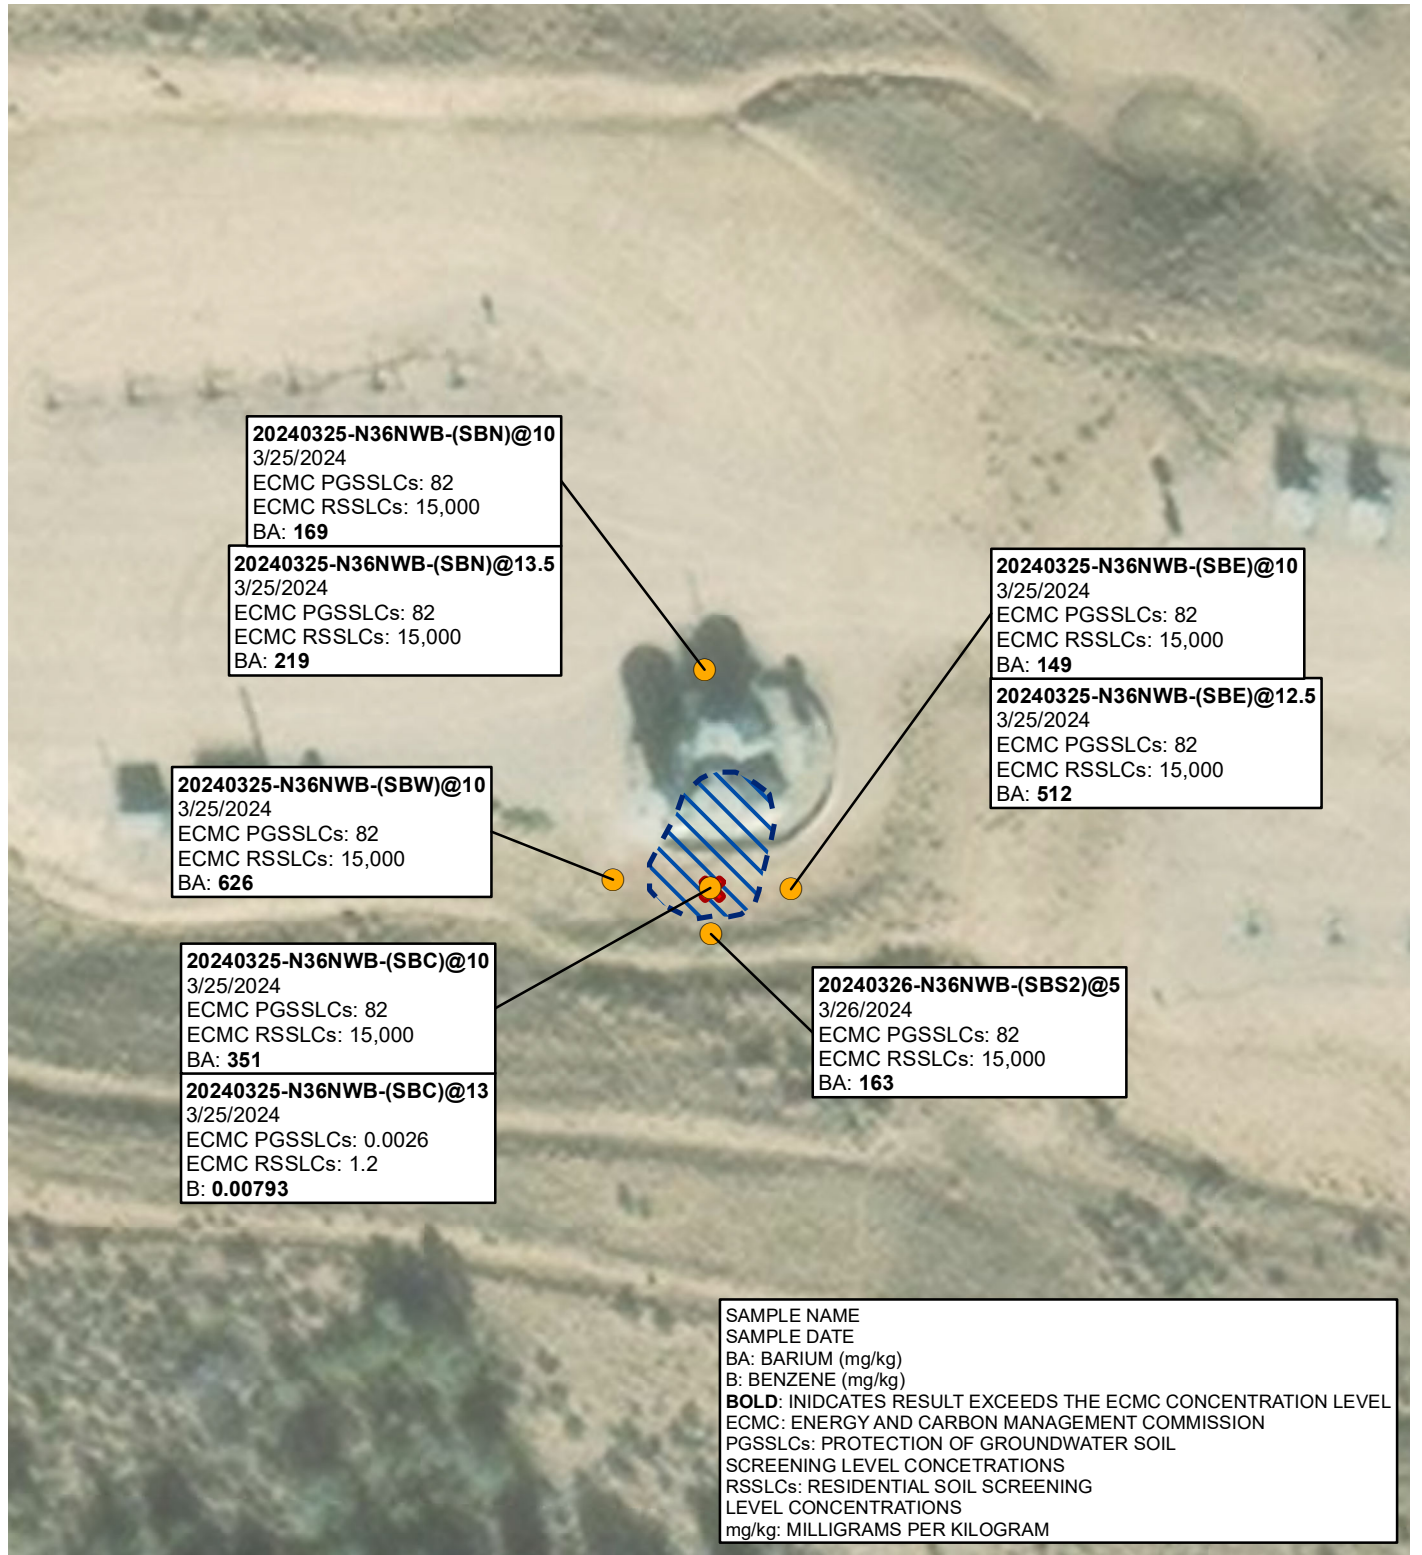 20240325-N36NWB-(SBN)@10
3/25/2024
ECMC PGSSLCs: 82
ECMC RSSLCs: 15,000
BA: 169
20240325-N36NWB-(SBN)@13.5
3/25/2024
ECMC PGSSLCs: 82
ECMC RSSLCs: 15,000
BA: 219
20240325-N36NWB-(SBE)@10
3/25/2024
ECMC PGSSLCs: 82
ECMC RSSLCs: 15,000
BA: 149
20240325-N36NWB-(SBE)@12.5
3/25/2024
ECMC PGSSLCs: 82
ECMC RSSLCs: 15,000
BA: 512
20240325-N36NWB-(SBW)@10
3/25/2024
ECMC PGSSLCs: 82
ECMC RSSLCs: 15,000
BA: 626
20240325-N36NWB-(SBC)@10
3/25/2024
ECMC PGSSLCs: 82
ECMC RSSLCs: 15,000
BA: 351
20240325-N36NWB-(SBC)@13
3/25/2024
ECMC PGSSLCs: 0.0026
ECMC RSSLCs: 1.2
B: 0.00793
20240326-N36NWB-(SBS2)@5
3/26/2024
ECMC PGSSLCs: 82
ECMC RSSLCs: 15,000
BA: 163
SAMPLE NAME
SAMPLE DATE
BA: BARIUM (mg/kg)
B: BENZENE (mg/kg)
BOLD: INIDCATES RESULT EXCEEDS THE ECMC CONCENTRATION LEVEL
ECMC: ENERGY AND CARBON MANAGEMENT COMMISSION
PGSSLCs: PROTECTION OF GROUNDWATER SOIL
SCREENING LEVEL CONCETRATIONS
RSSLCs: RESIDENTIAL SOIL SCREENING
LEVEL CONCENTRATIONS
mg/kg: MILLIGRAMS PER KILOGRAM